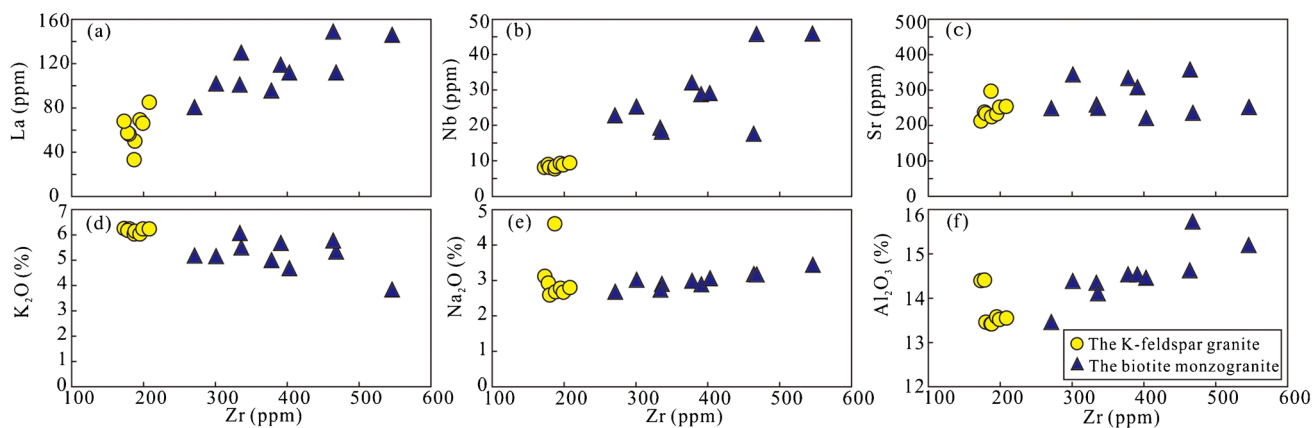 (a)
La (ppm)
160
120
80
40
0
(b)
Nb (ppm)
50
40
30
20
10
0
(c)
Sr (ppm)
500
400
300
200
100
0
(d)
K2O (%)
7
6
5
4
3
2
1
0
100 200 300 400 500 600
Zr (ppm)
(e)
Na2O (%)
5
4
3
2
1
0
100 200 300 400 500 600
Zr (ppm)
(f)
Al2O3 (%)
16
15
14
13
12
The K-feldspar granite
The biotite monzogranite
100 200 300 400 500 600
Zr (ppm)